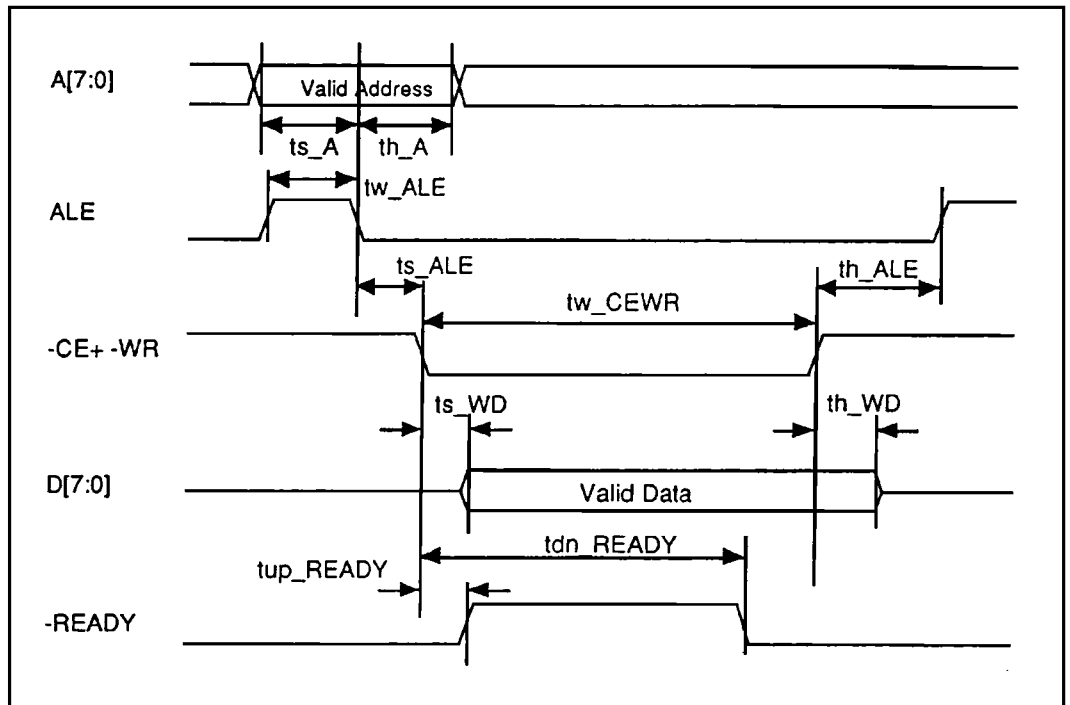 A[7:0]
Valid Address
ts_A
th_A
tw_ALE
ALE
ts_ALE
th_ALE
tw_CEWR
-CE+ -WR
ts_WD
th_WD
D[7:0]
Valid Data
tdn_READY
tup_READY
-READY